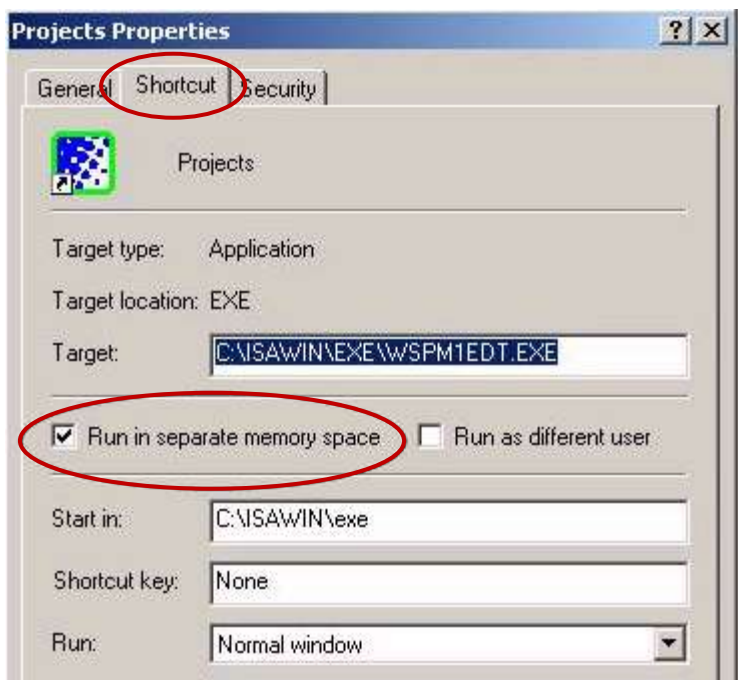 Projects Properties
General Shortcut Security
Projects
Target type: Application
Target location: EXE
Target: C:\ISAWIN\EXE\WSPM1EDT.EXE
Run in separate memory space Run as different user
Start in: C:\ISAWIN\exe
Shortcut key: None
Run: Normal window